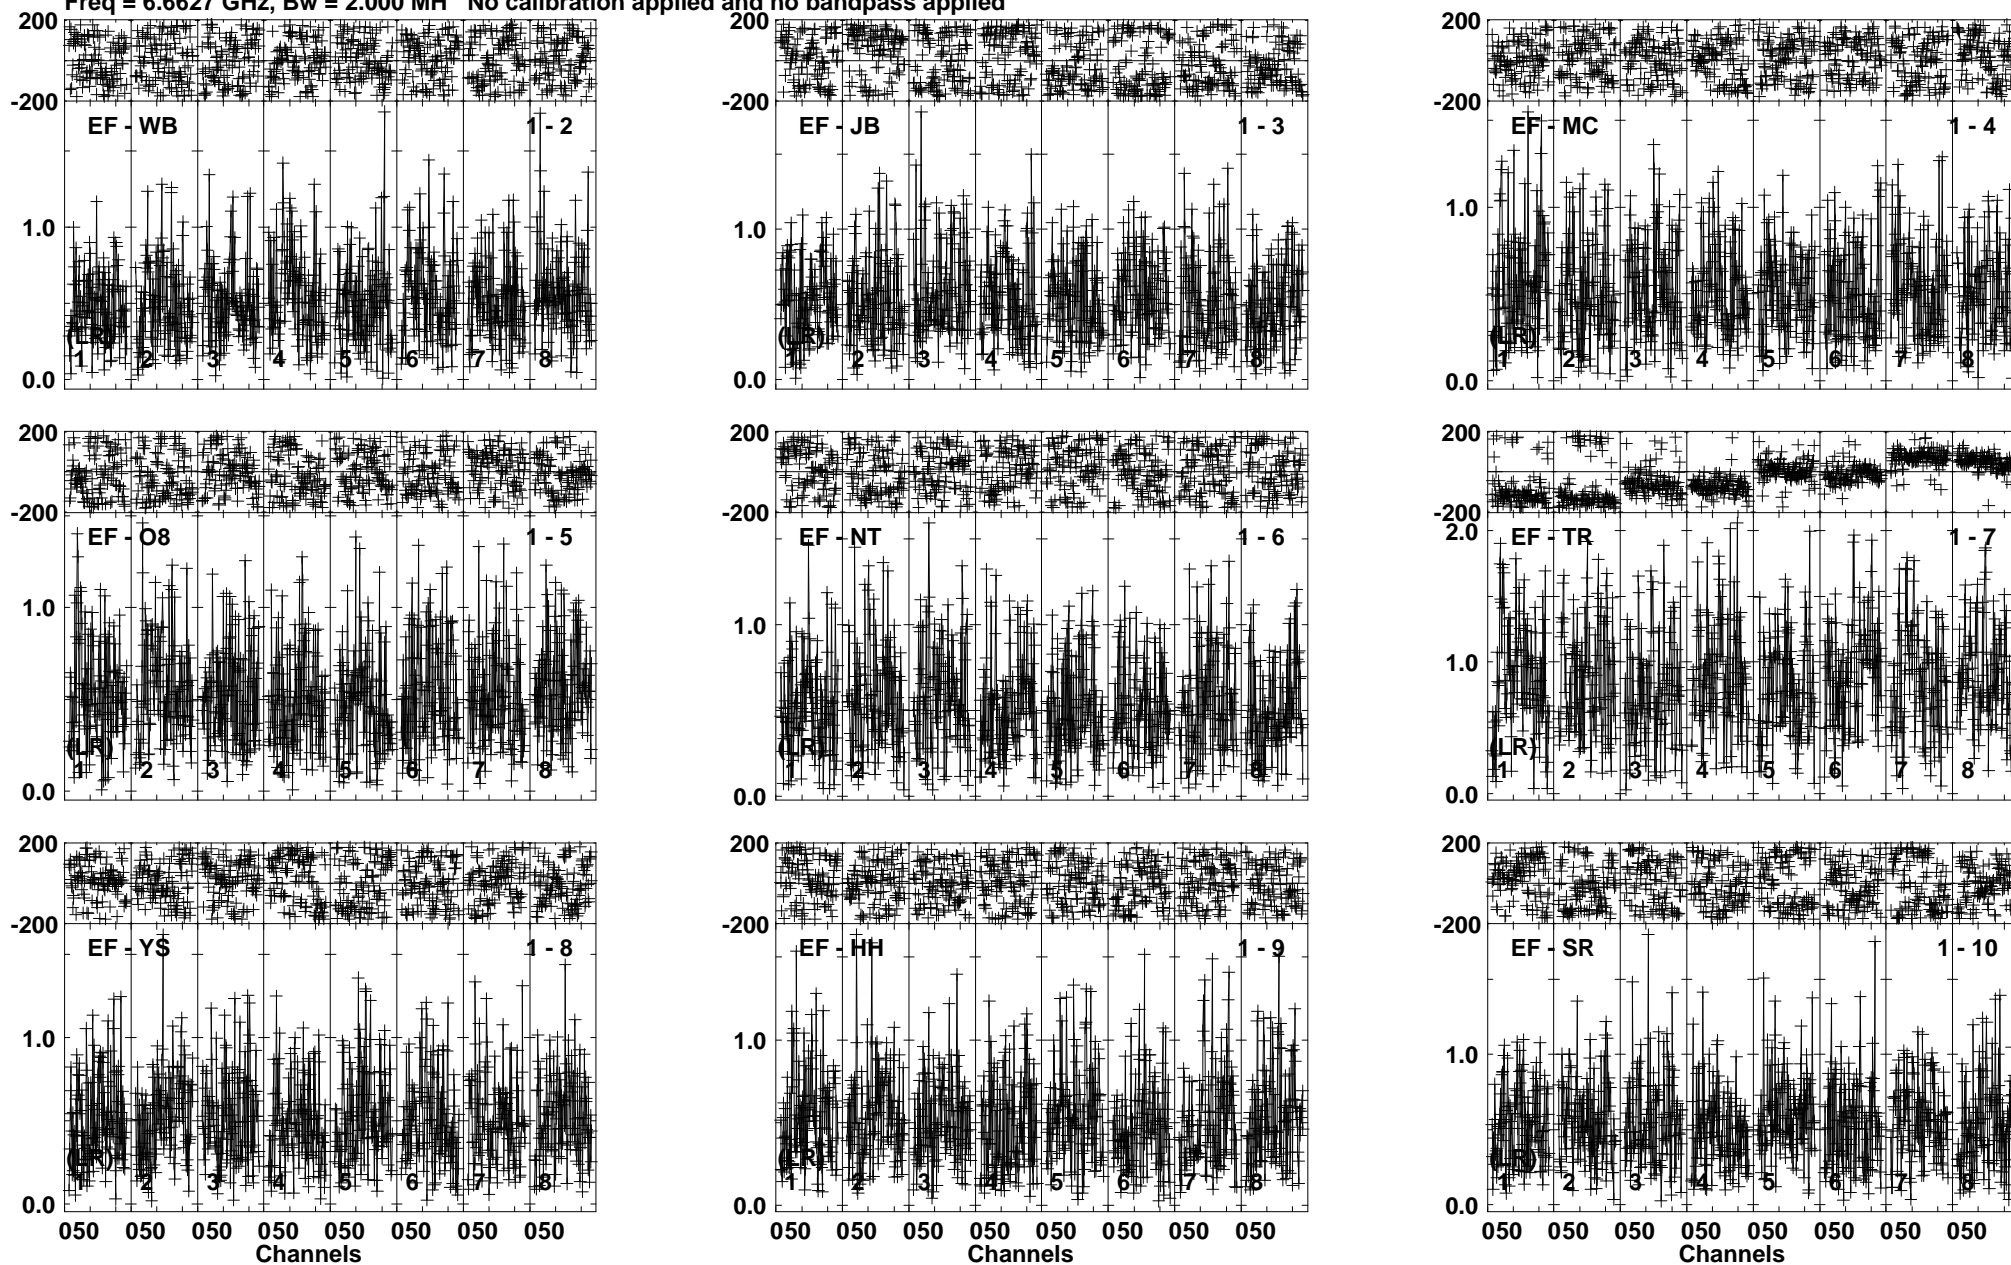 Freq = 6.6627 GHz, Bw = 2.000 MH No calibration applied and no bandpass applied
200 200 200
-200 -200 -200
EF - WB 1 - 2 EF - JB 1 - 3 EF - MC 1 - 4
1.0 1.0 1.0
(LR) (LR) (LR)
1 2 3 4 5 6 7 8 1 2 3 4 5 6 7 8 1 2 3 4 5 6 7 8
0.0 0.0 0.0
200 200 200
-200 -200 -200
2.0
EF - O8 1 - 5 EF - NT 1 - 6 EF - TR 1 - 7
1.0 1.0 1.0
(LR) (LR) (LR)
1 2 3 4 5 6 7 8 1 2 3 4 5 6 7 8 1 2 3 4 5 6 7 8
0.0 0.0 0.0
200 200 200
-200 -200 -200
EF - YS 1 - 8 EF - HH 1 - 9 EF - SR 1 - 10
1.0 1.0 1.0
(LR) (LR) (LR)
1 2 3 4 5 6 7 8 1 2 3 4 5 6 7 8 1 2 3 4 5 6 7 8
0.0 0.0 0.0
050 050 050 050 050 050 050 050 050 050 050 050 050 050 050 050 050 050 050 050 050 050 050 050
Channels Channels Channels